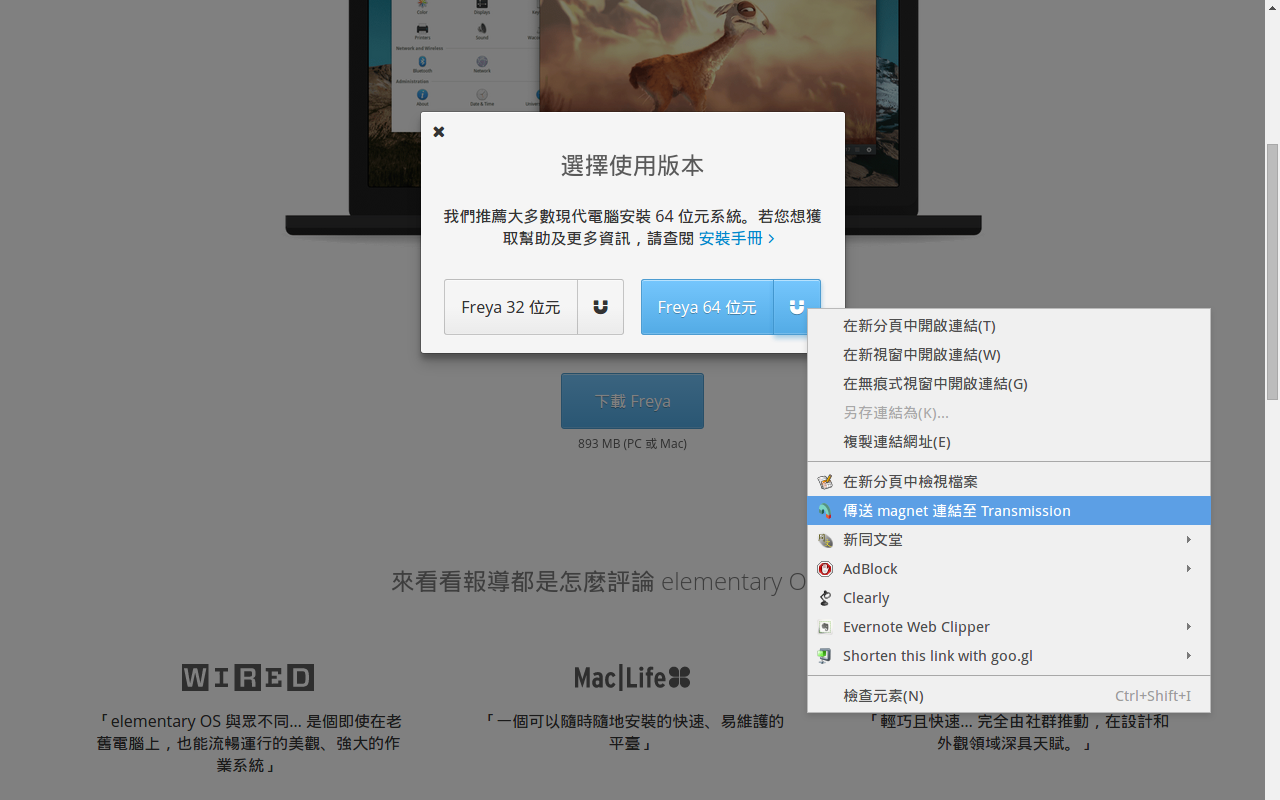 Color
Displays
Printers
Sound
Network and Wireless
Bluetooth
Network
Administration
About
Date & Time
選擇使用版本
我們推薦大多數現代電腦安裝 64 位元系統。若您想獲
取幫助及更多資訊，請查閱 安裝手冊 >
Freya 32 位元
Freya 64 位元
下載 Freya
893 MB (PC 或 Mac)
在新分頁中開啟連結(T)
在新視窗中開啟連結(W)
在無痕式視窗中開啟連結(G)
另存連結為(K)...
複製連結網址(E)
在新分頁中檢視檔案
傳送 magnet 連結至 Transmission
新同文堂
AdBlock
Clearly
Evernote Web Clipper
Shorten this link with goo.gl
檢查元素(N) Ctrl+Shift+I
來看看報導都是怎麼評論 elementary O
WIRED
「elementary OS 與眾不同... 是個即使在老
舊電腦上，也能流暢運行的美觀、強大的作
業系統」
Mac|Life
「一個可以隨時隨地安裝的快速、易維護的
平臺」
「輕巧且快速... 完全由社群推動，在設計和
外觀領域深具天賦。」